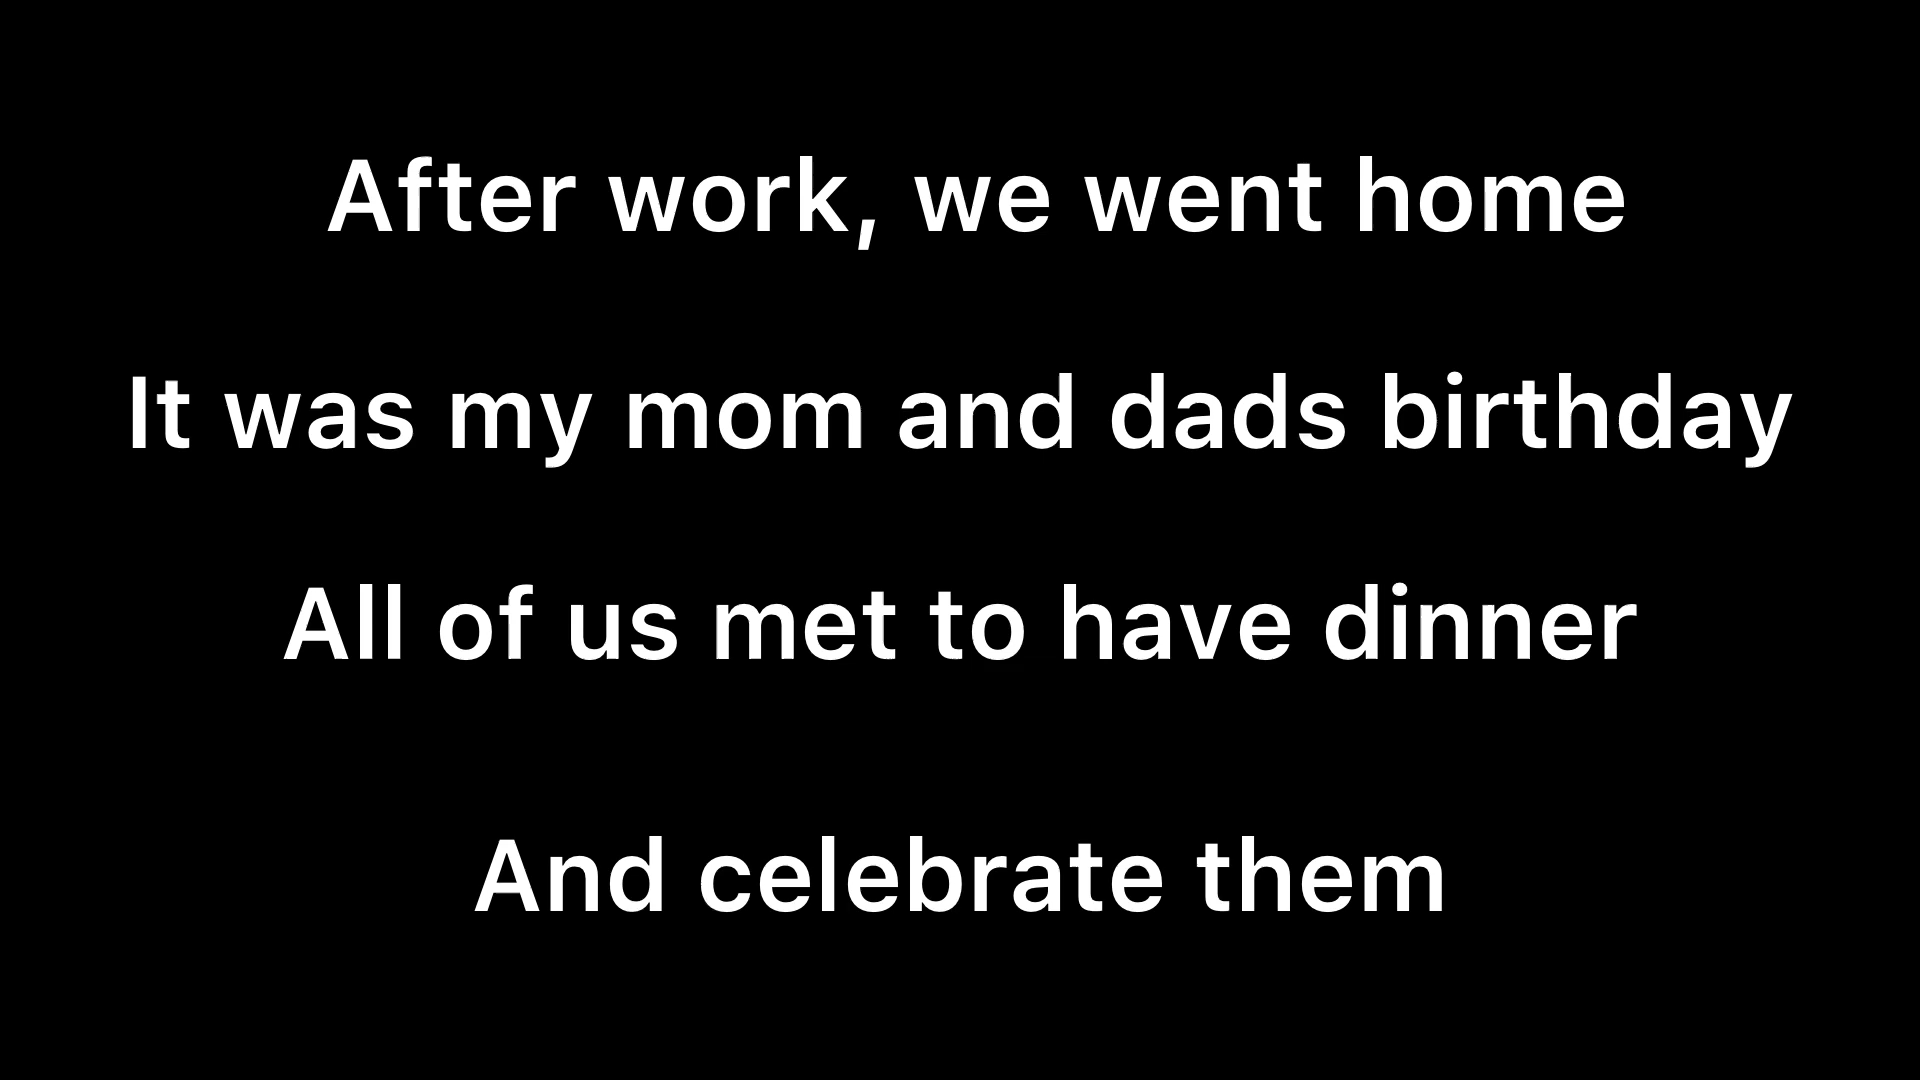 After work, we went home
It was my mom and dads birthday
All of us met to have dinner
And celebrate them